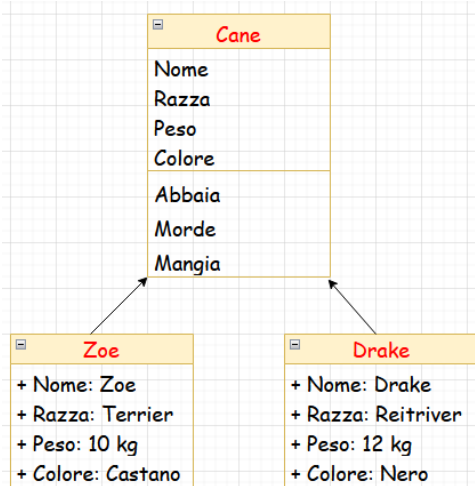 Cane
Nome
Razza
Peso
Colore
Abbaia
Morde
Mangia
Zoe
+ Nome: Zoe
+ Razza: Terrier
+ Peso: 10 kg
+ Colore: Castano
Drake
+ Nome: Drake
+ Razza: Reitriver
+ Peso: 12 kg
+ Colore: Nero